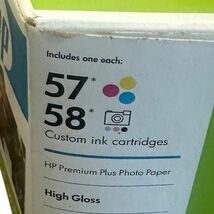 Includes one each:
57*
58*
Custom ink cartridges
HP Premium Plus Photo Paper
High Gloss